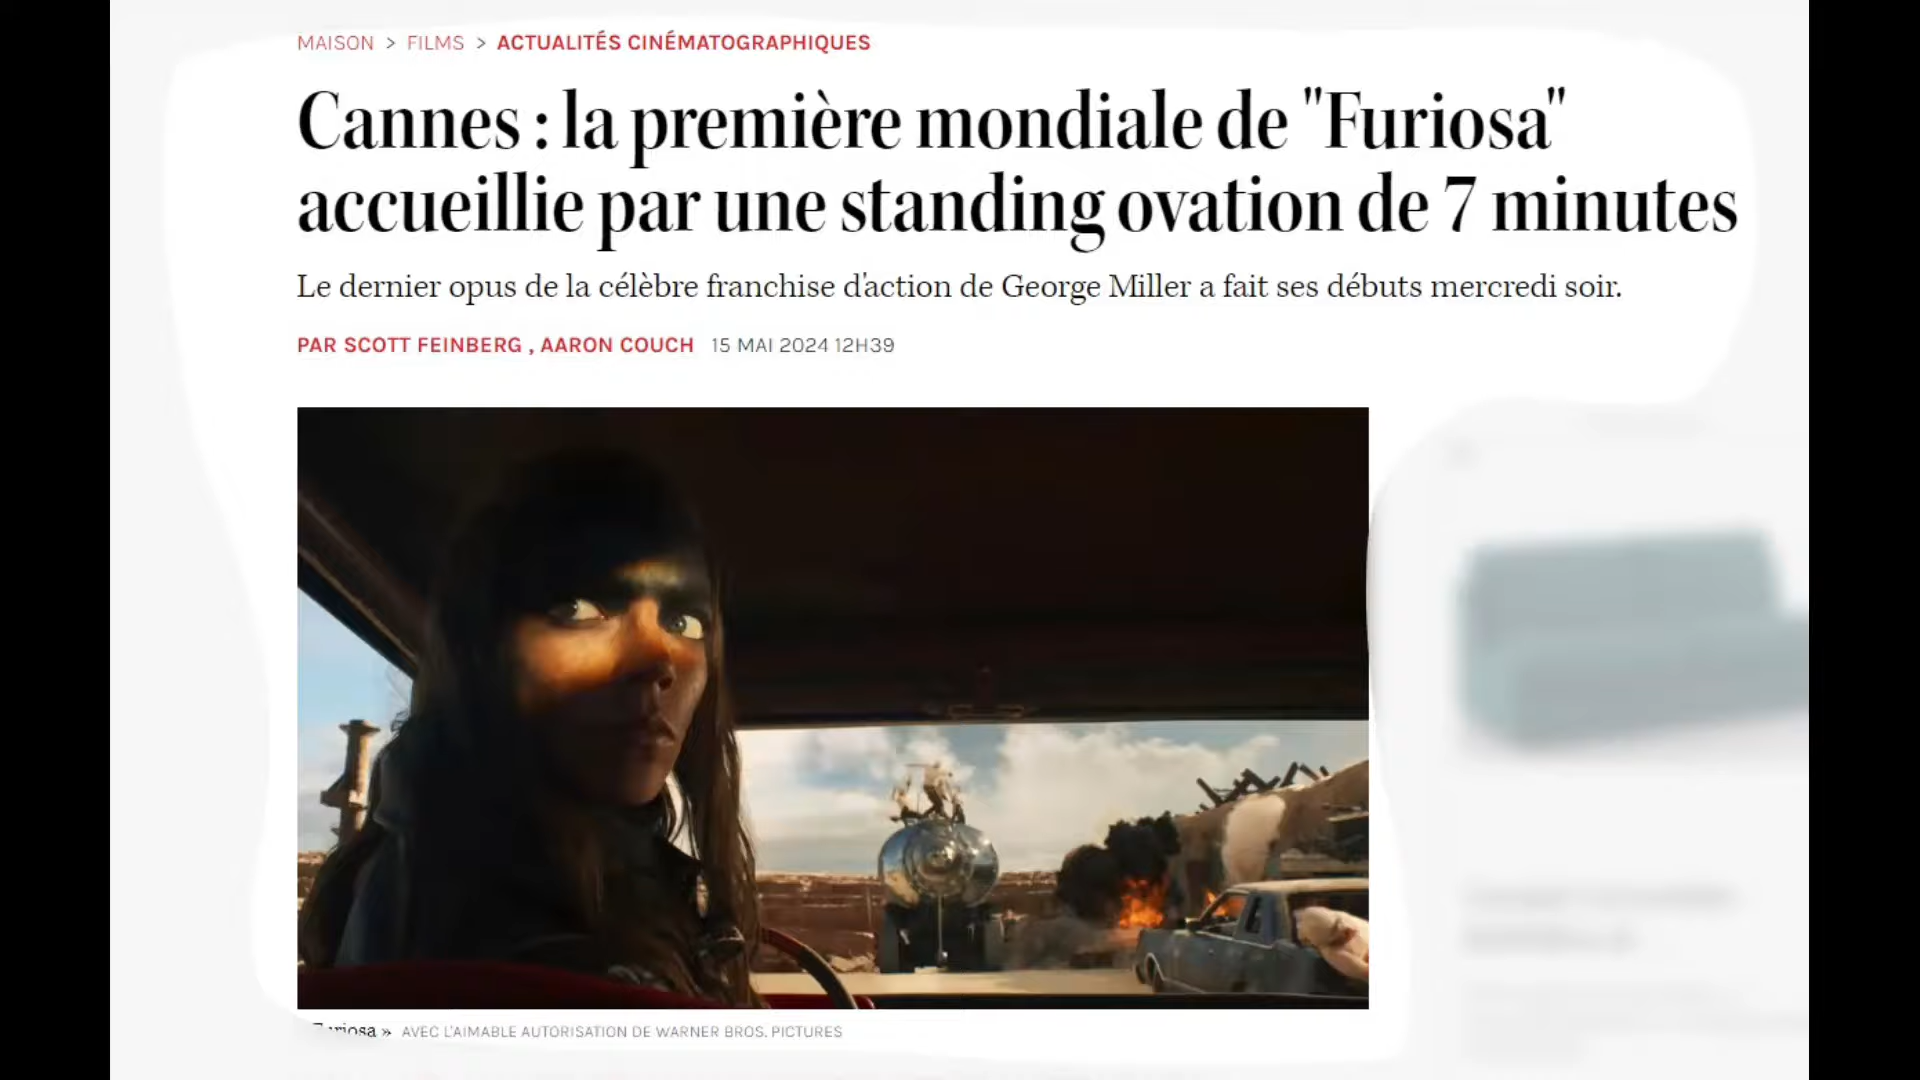 MAISON > FILMS > ACTUALITÉS CINÉMATOGRAPHIQUES
Cannes : la première mondiale de "Furiosa"
accueillie par une standing ovation de 7 minutes
Le dernier opus de la célèbre franchise d'action de George Miller a fait ses débuts mercredi soir.
PAR SCOTT FEINBERG , AARON COUCH 15 MAI 2024 12H39
Furiosa » AVEC L'AIMABLE AUTORISATION DE WARNER BROS. PICTURES